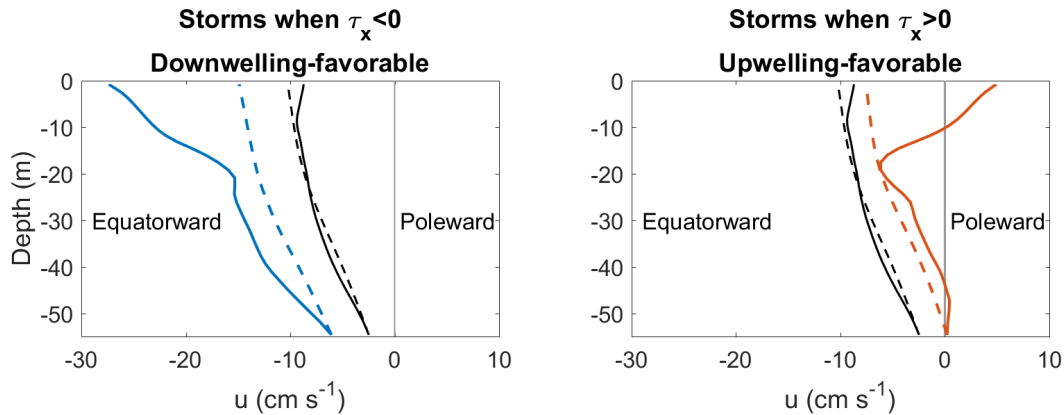 Storms when τx<0
Downwelling-favorable
0
-10
-20
-30
-40
-50
Depth (m)
Equatorward
Poleward
-30 -20 -10 0 10
u (cm s-1)
Storms when τx>0
Upwelling-favorable
0
-10
-20
-30
-40
-50
Equatorward
Poleward
-30 -20 -10 0 10
u (cm s-1)